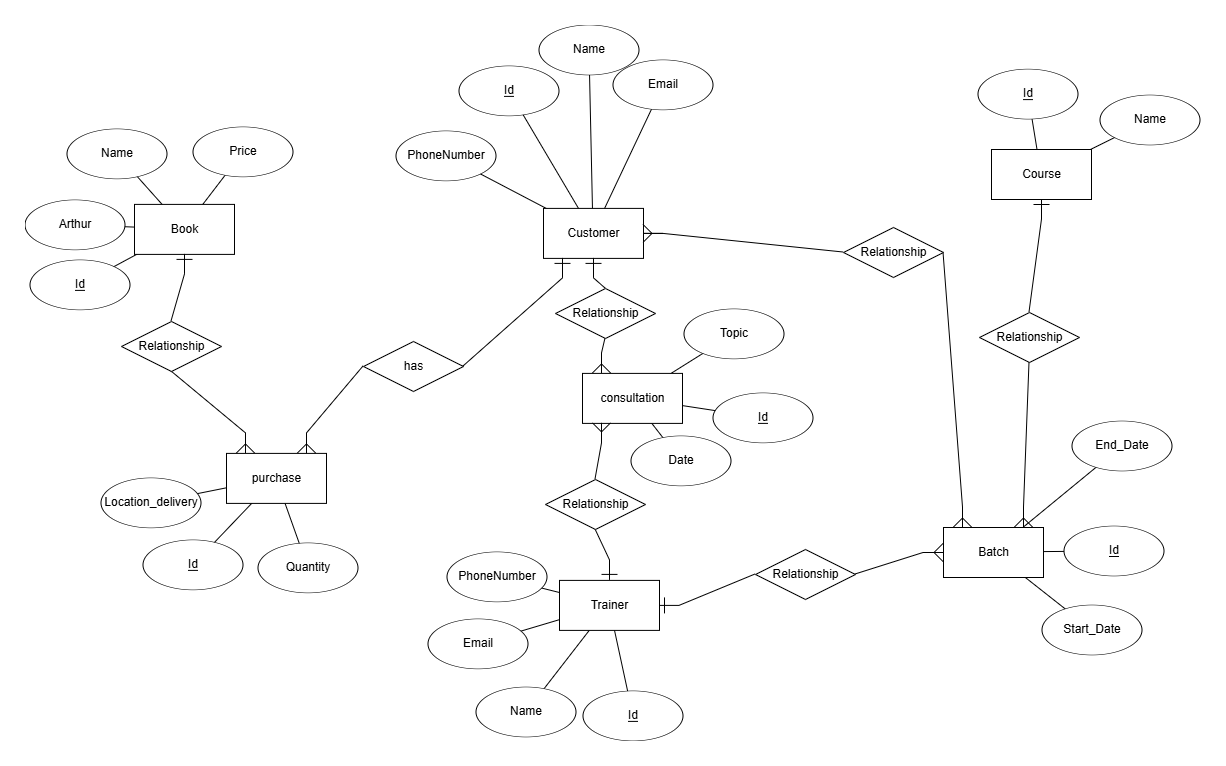 Name
Id
Email
Id
Name
PhoneNumber
Name
Price
Course
Arthur
Book
Customer
Relationship
Id
Relationship
Topic
Relationship
Relationship
has
consultation
Id
End_Date
Date
purchase
Location_delivery
Relationship
Batch
Id
Id
Quantity
PhoneNumber
Relationship
Trainer
Start_Date
Email
Name
Id